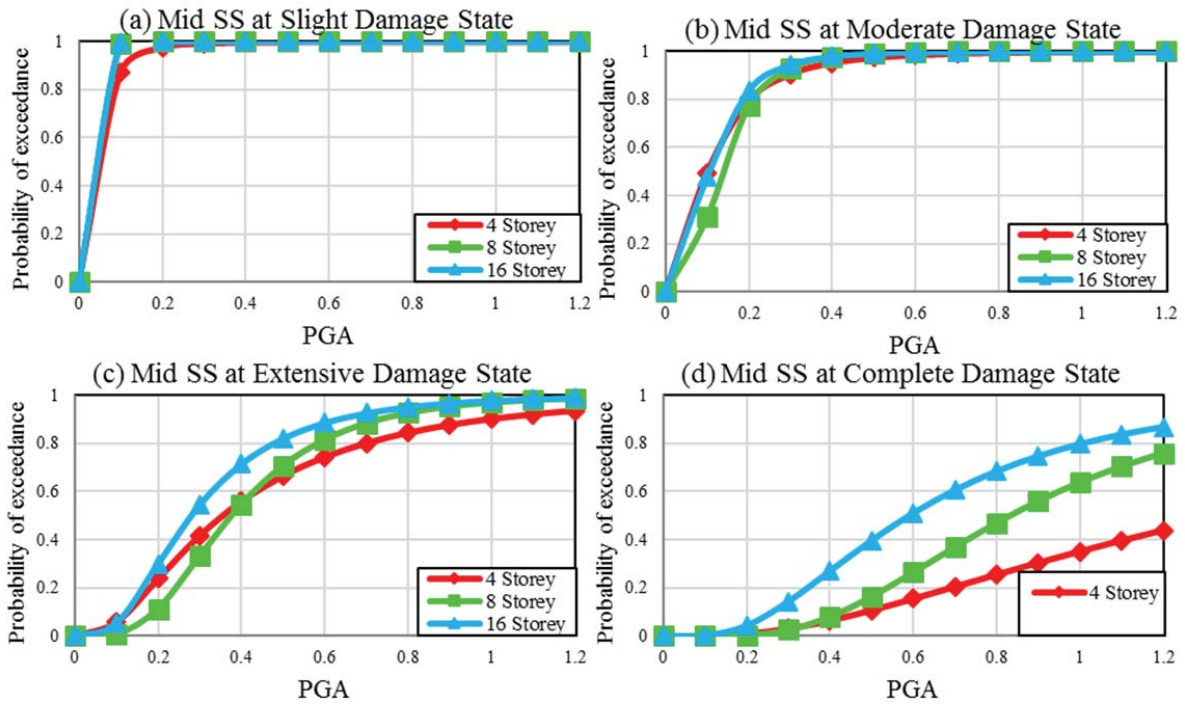 (a) Mid SS at Slight Damage State
Probability of exceedance
1
0.8
0.6
0.4
0.2
0
0 0.2 0.4 0.6 0.8 1 1.2
PGA
4 Storey
8 Storey
16 Storey
(b) Mid SS at Moderate Damage State
Probability of exceedance
1
0.8
0.6
0.4
0.2
0
0 0.2 0.4 0.6 0.8 1 1.2
PGA
4 Storey
8 Storey
16 Storey
(c) Mid SS at Extensive Damage State
Probability of exceedance
1
0.8
0.6
0.4
0.2
0
0 0.2 0.4 0.6 0.8 1 1.2
PGA
4 Storey
8 Storey
16 Storey
(d) Mid SS at Complete Damage State
Probability of exceedance
1
0.8
0.6
0.4
0.2
0
0 0.2 0.4 0.6 0.8 1 1.2
PGA
4 Storey